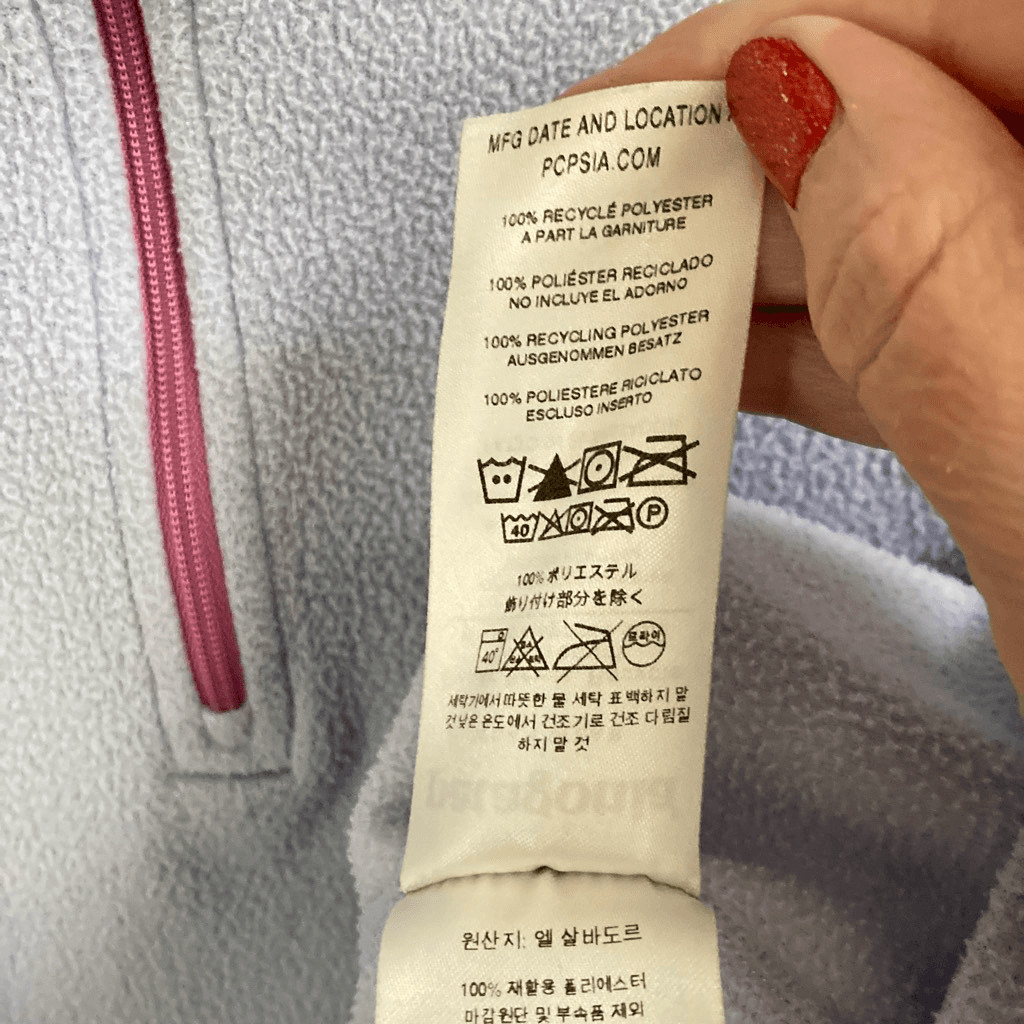 MFG DATE AND LOCATION
PCPSIA.COM
100% RECYCLÉ POLYESTER
A PART LA GARNITURE
100% POLIÉSTER RECICLADO
NO INCLUYE EL ADORNO
100% RECYCLING POLYESTER
AUSGENOMMEN BESATZ
100% POLIESTERE RICICLATO
ESCLUSO INSERTO
40 P
100% ポリエステル
飾り付け部分を除く
40° 드라이
세탁기에서 따뜻한 물 세탁 표백하지 말
것 낮은 온도에서 건조기로 건조 다림질
하지 말 것
patagonia
원산지: 엘살바도르
100% 재활용 폴리에스터
마감원단 및 부속품 제외